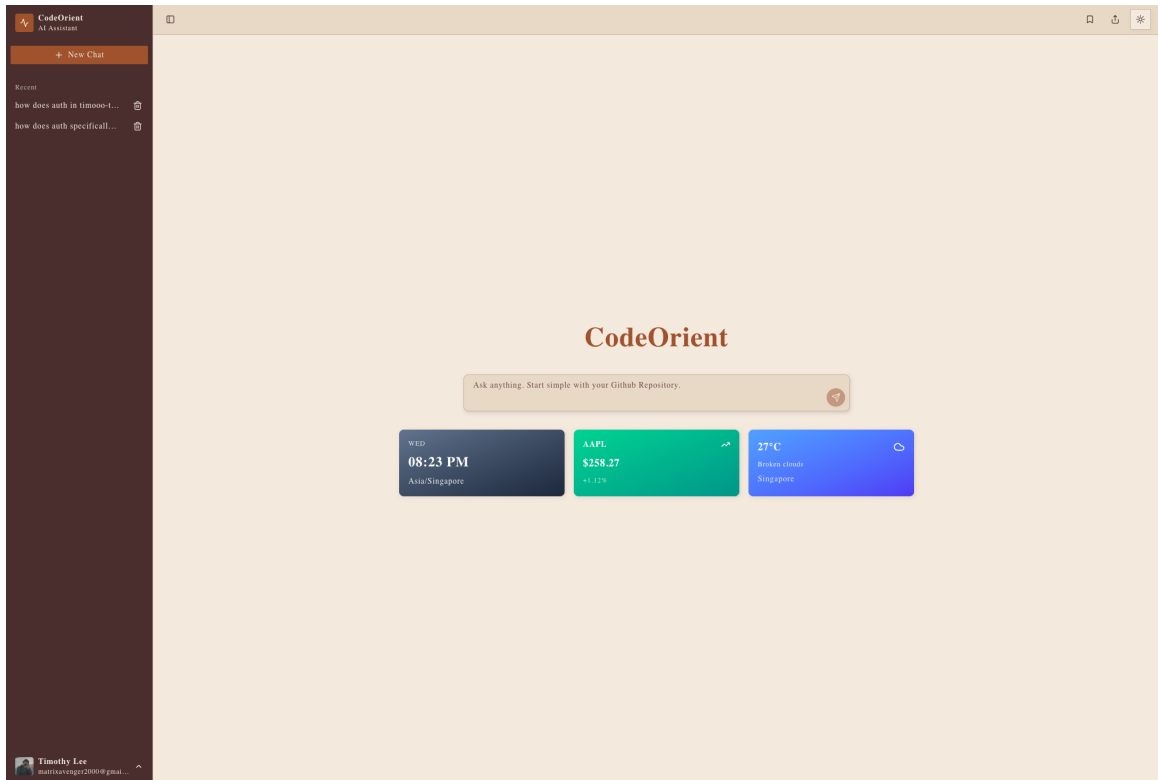 CodeOrient
AI Assistant
+ New Chat
Recent
how does auth in timooo-t...
how does auth specificall...
Timothy Lee
matrixavenger2000@gmai...
CodeOrient
Ask anything. Start simple with your Github Repository.
WED
08:23 PM
Asia/Singapore
AAPL
$258.27
+1.12%
27°C
Broken clouds
Singapore